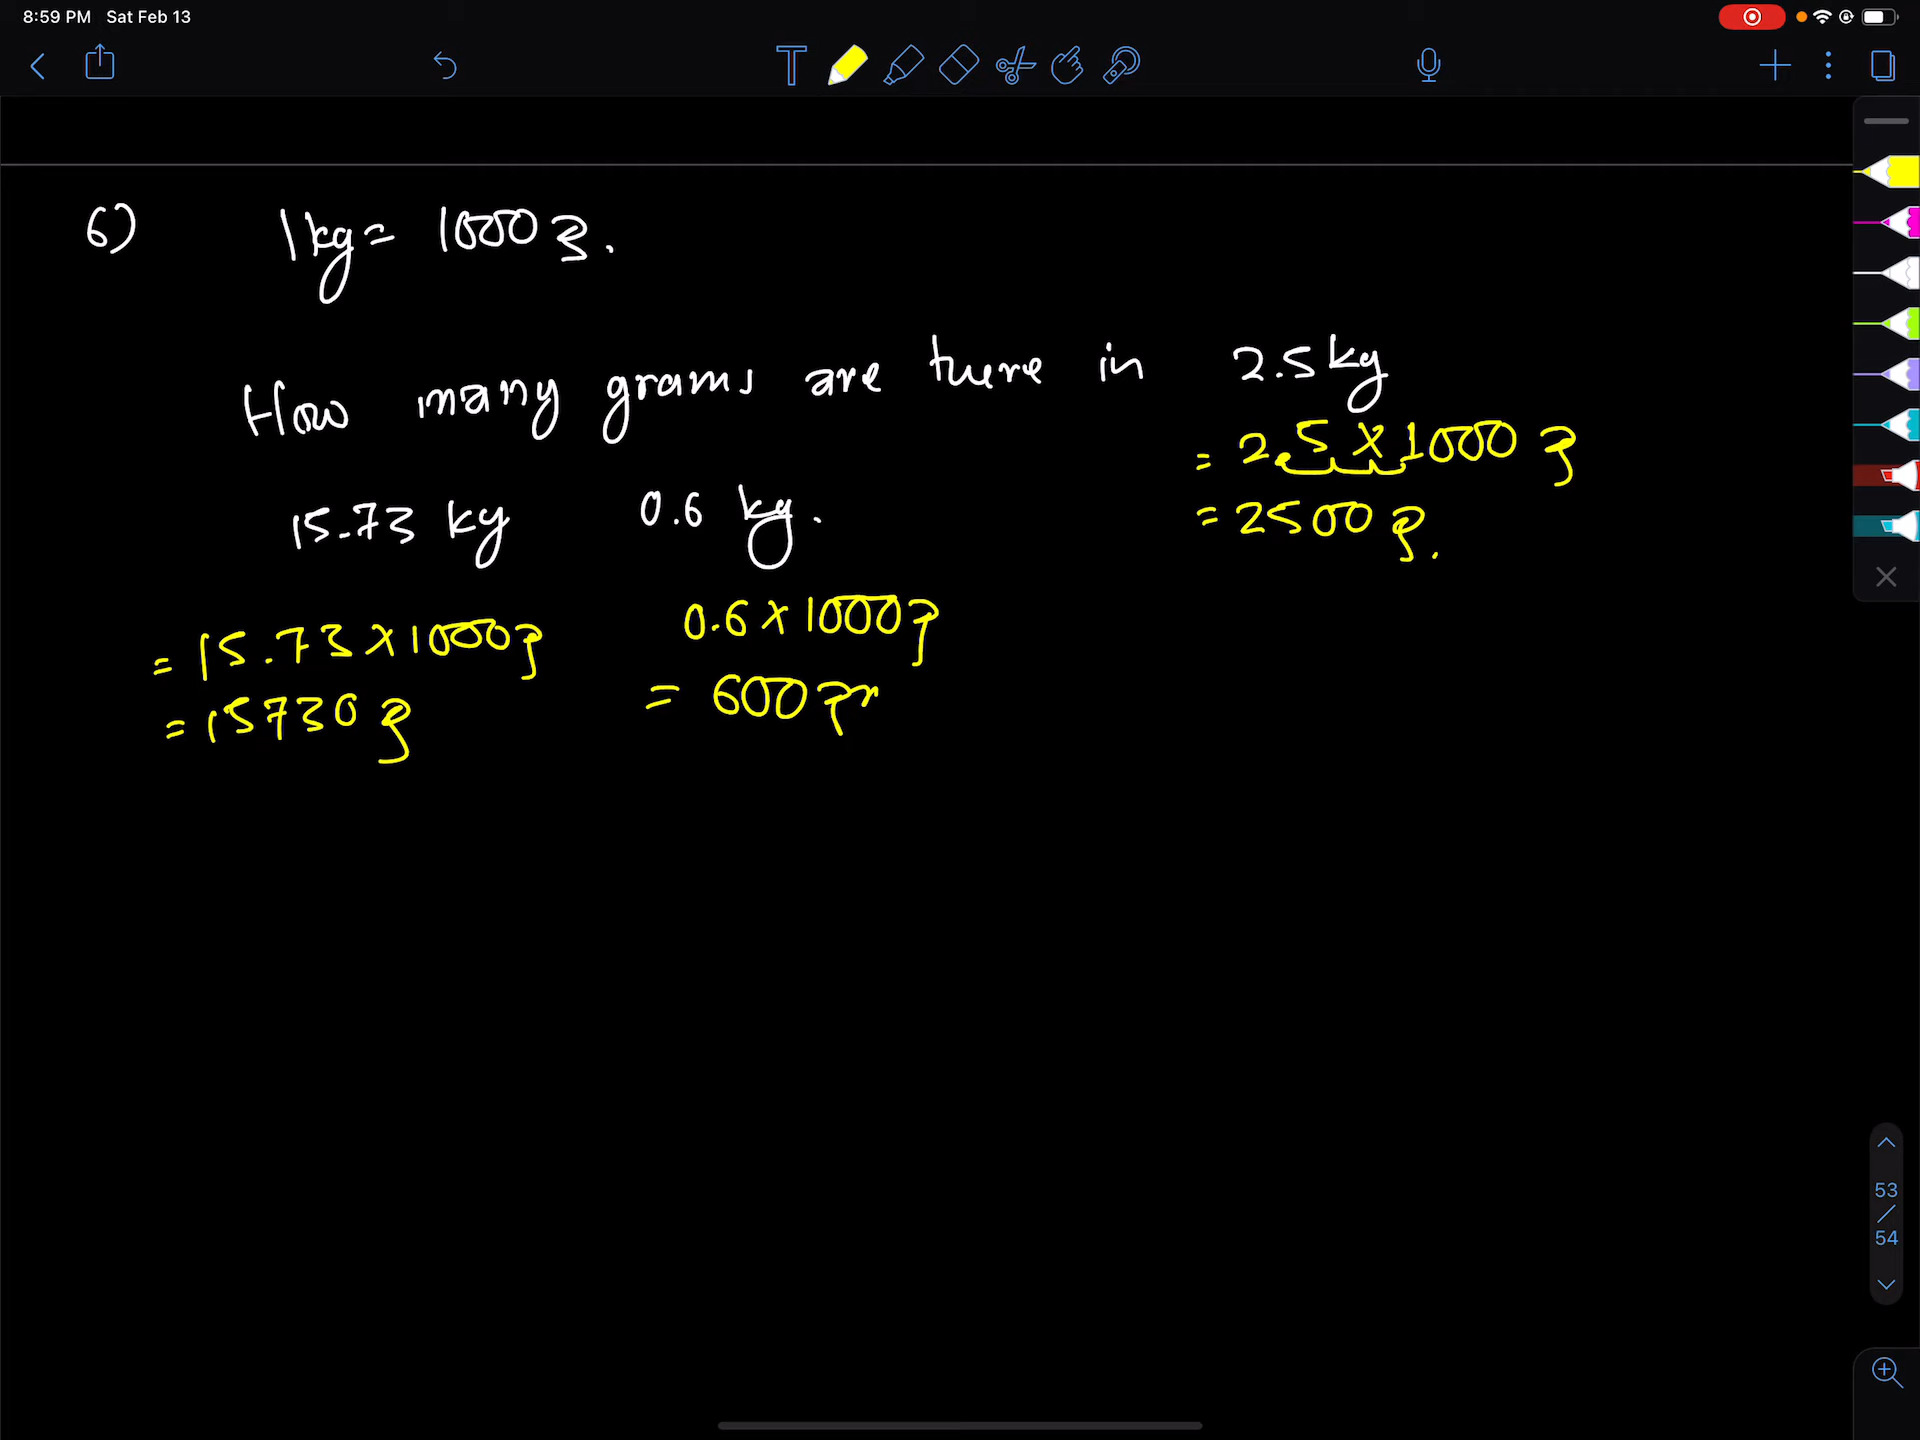 8:59 PM Sat Feb 13
6) 1kg = 1000g.
How many grams are there in 2.5kg
= 2.5 x 1000 g
= 2500g.
15.73 kg 0.6 kg.
= 15.73 x 1000g
= 15730 g
0.6 x 1000g
= 600 gr
53
/
54